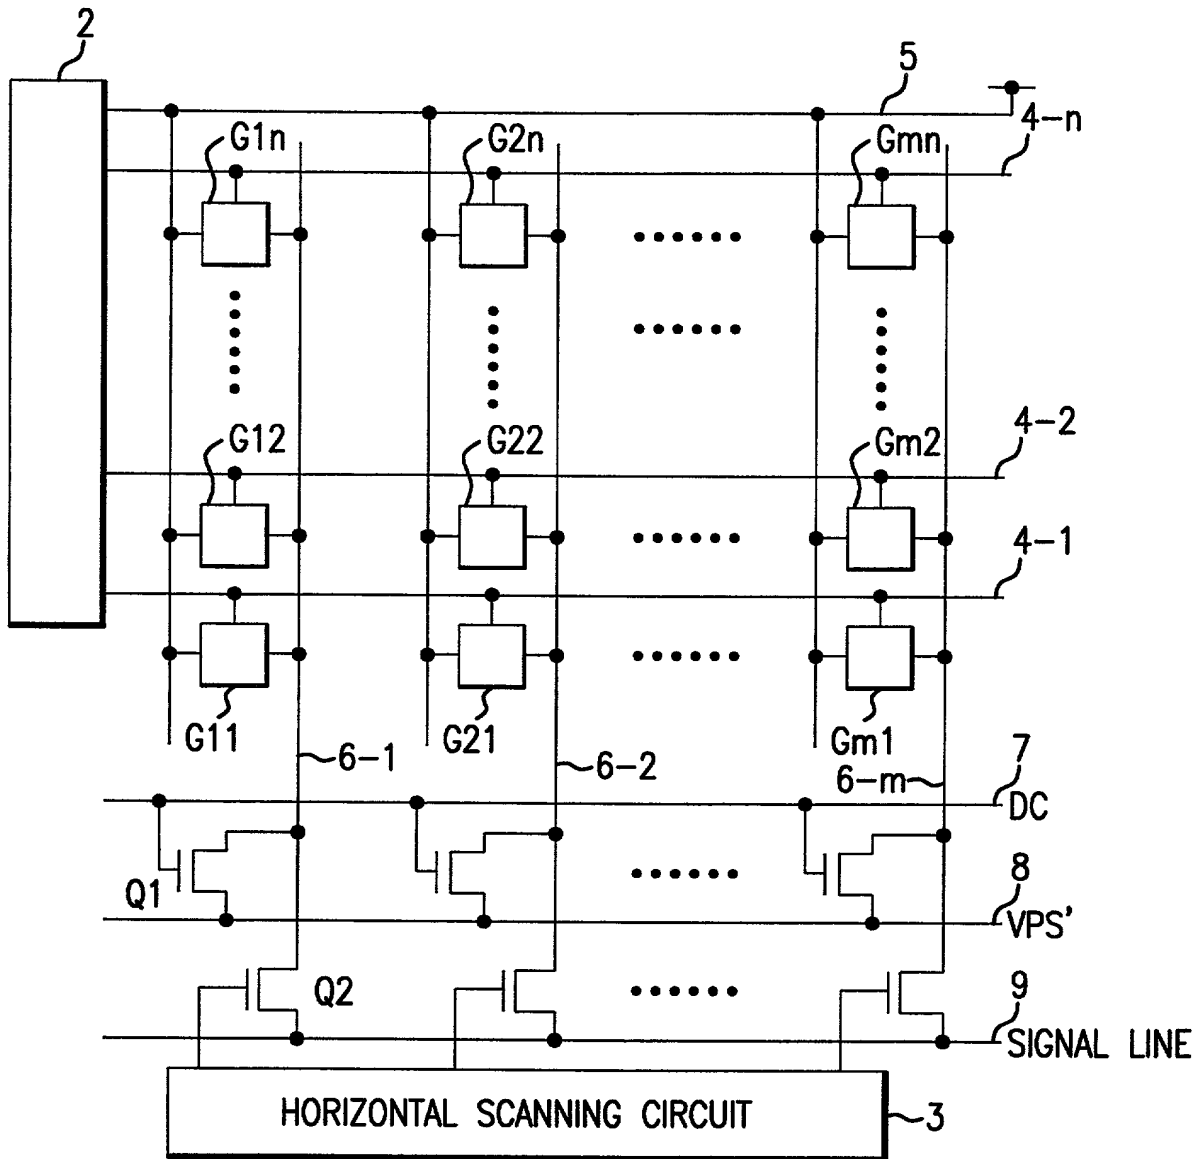 2
5
4-n
G1n
G2n
Gmn
4-2
G12
G22
Gm2
4-1
G11
G21
Gm1
6-1
6-2
6-m
7
DC
Q1
8
VPS'
Q2
9
SIGNAL LINE
HORIZONTAL SCANNING CIRCUIT
3